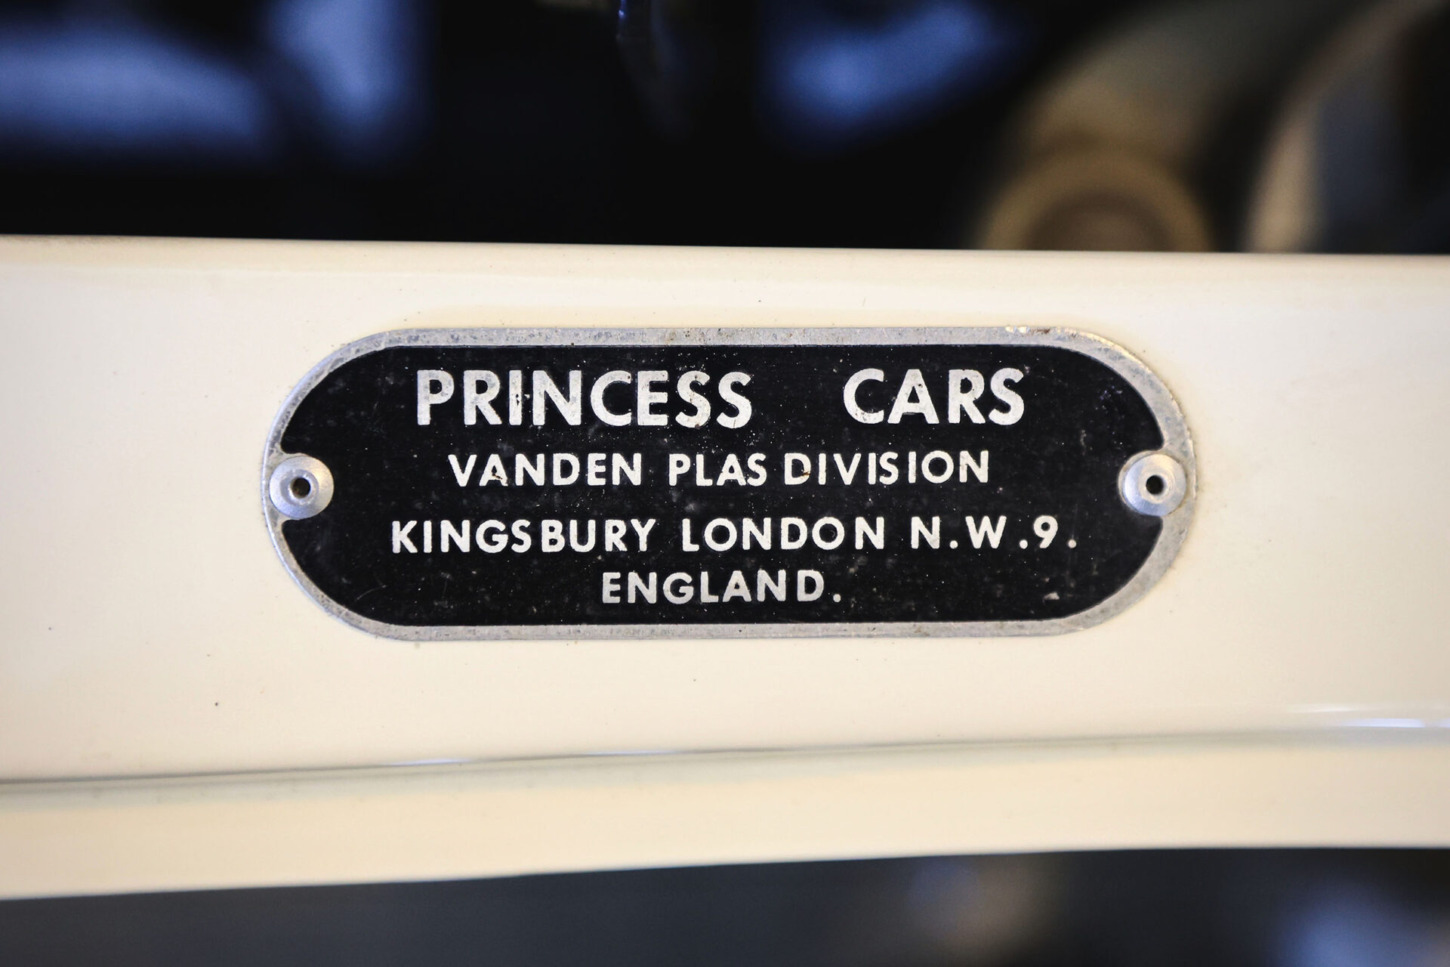 PRINCESS CARS
VANDEN PLAS DIVISION
KINGSBURY LONDON N.W.9.
ENGLAND.